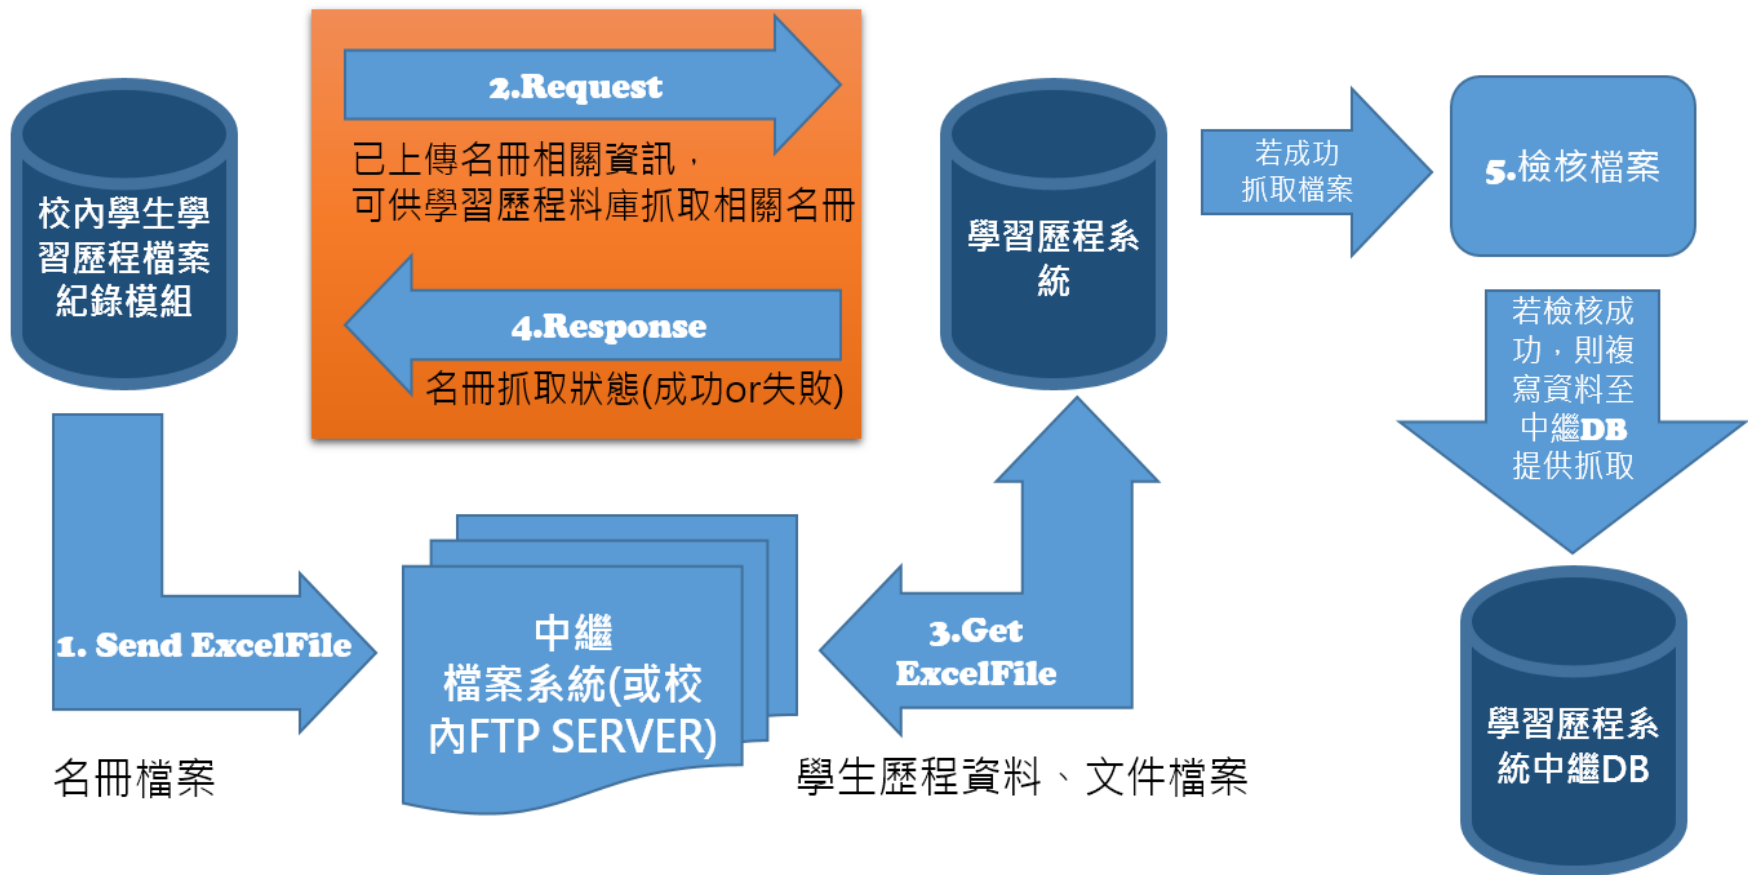 2.Request
已上傳名冊相關資訊，
可供學習歷程料庫抓取相關名冊
4.Response
名冊抓取狀態(成功or失敗)
校內學生學
習歷程檔案
紀錄模組
學習歷程系
統
若成功
抓取檔案
5.檢核檔案
若檢核成
功，則複
寫資料至
中繼DB
提供抓取
1. Send ExcelFile
名冊檔案
中繼
檔案系統(或校
內FTP SERVER)
3.Get
ExcelFile
學生歷程資料、文件檔案
學習歷程系
統中繼DB